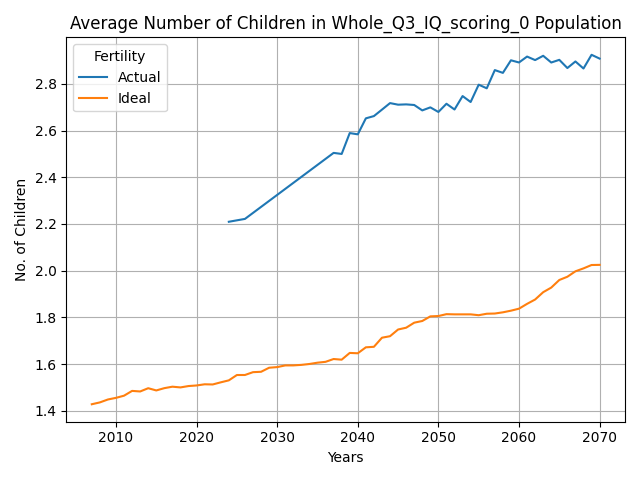 Average Number of Children in Whole_Q3_IQ_scoring_0 Population
Fertility
Actual
Ideal
No. of Children
2.8
2.6
2.4
2.2
2.0
1.8
1.6
1.4
2010 2020 2030 2040 2050 2060 2070
Years